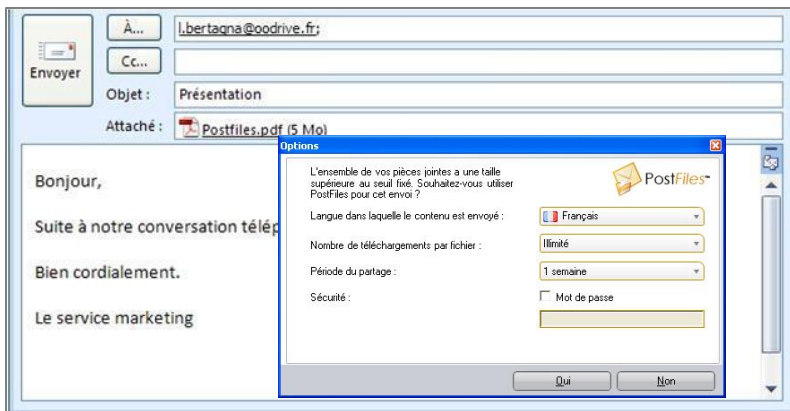 À...
l.bertagna@oodrive.fr;
Envoyer
Cc...
Objet :
Présentation
Attaché :
Postfiles.pdf (5 Mo)
Bonjour,
Suite à notre conversation télép
Bien cordialement.
Le service marketing
Options
L'ensemble de vos pièces jointes a une taille
supérieure au seuil fixé. Souhaitez-vous utiliser
PostFiles pour cet envoi ?
PostFiles
Langue dans laquelle le contenu est envoyé :
Français
Nombre de téléchargements par fichier :
Illimité
Période du partage :
1 semaine
Sécurité :
Mot de passe
Oui
Non